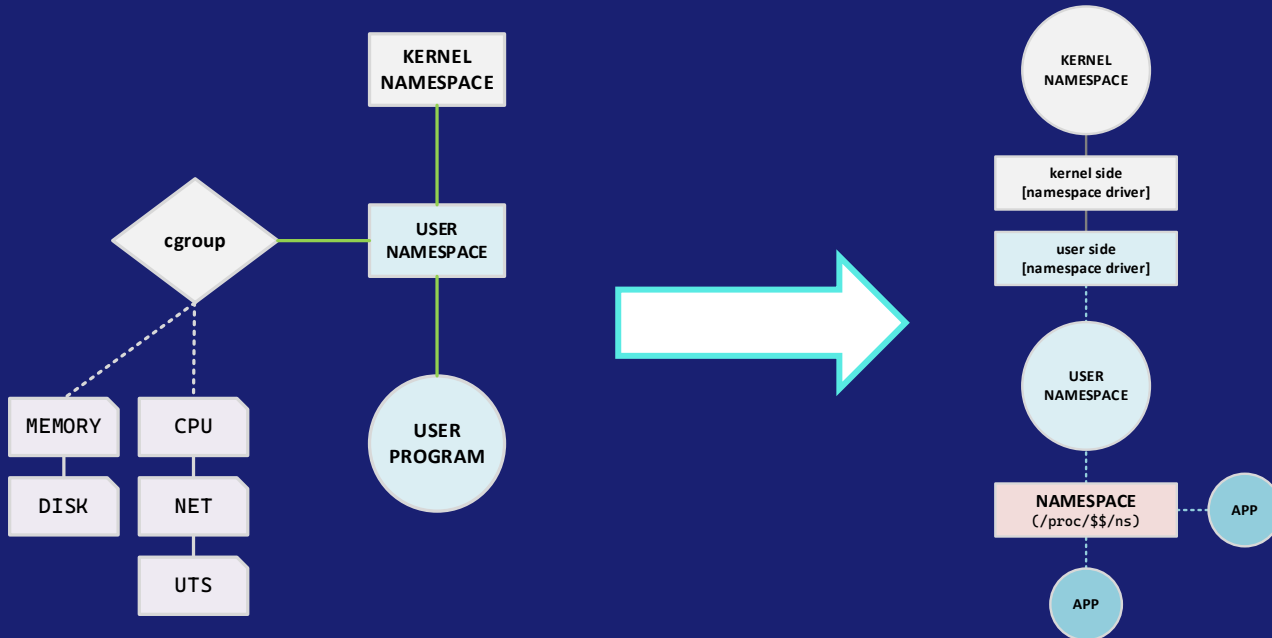 KERNEL
NAMESPACE
cgroup
USER
NAMESPACE
MEMORY
CPU
DISK
NET
UTS
USER
PROGRAM
KERNEL
NAMESPACE
kernel side
[namespace driver]
user side
[namespace driver]
USER
NAMESPACE
NAMESPACE
(/proc/$$/ns)
APP
APP